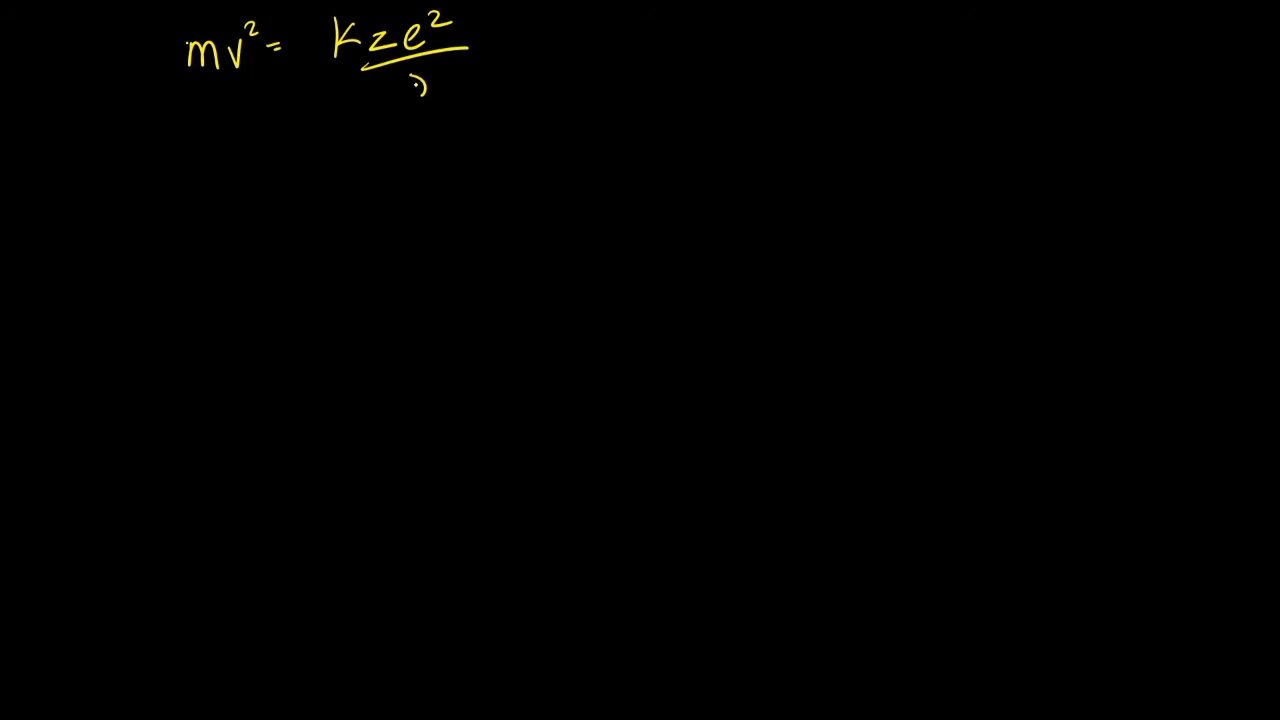 mv² = kze² /